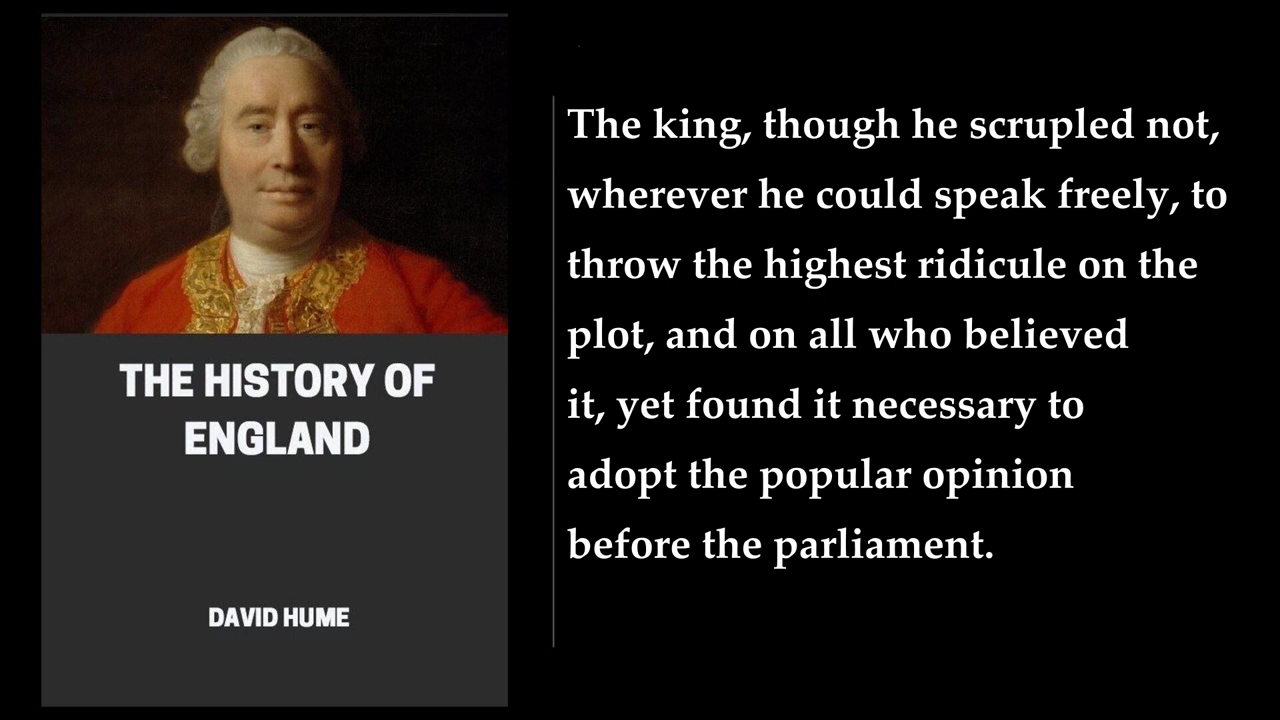 THE HISTORY OF
ENGLAND
DAVID HUME
The king, though he scrupled not,
wherever he could speak freely, to
throw the highest ridicule on the
plot, and on all who believed
it, yet found it necessary to
adopt the popular opinion
before the parliament.